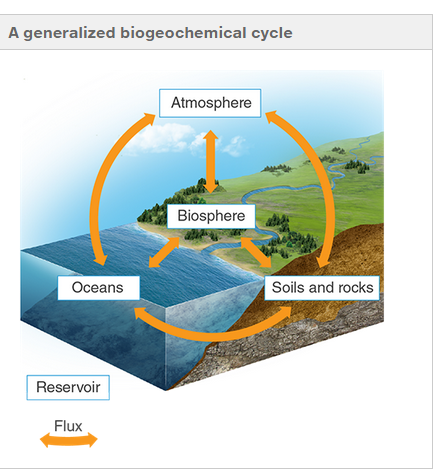 A generalized biogeochemical cycle
Atmosphere
Biosphere
Oceans
Soils and rocks
Reservoir
Flux